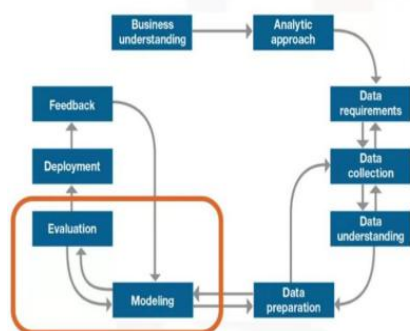 Business
understanding
Analytic
approach
Feedback
Data
requirements
Deployment
Data
collection
Evaluation
Data
understanding
Modeling
Data
preparation